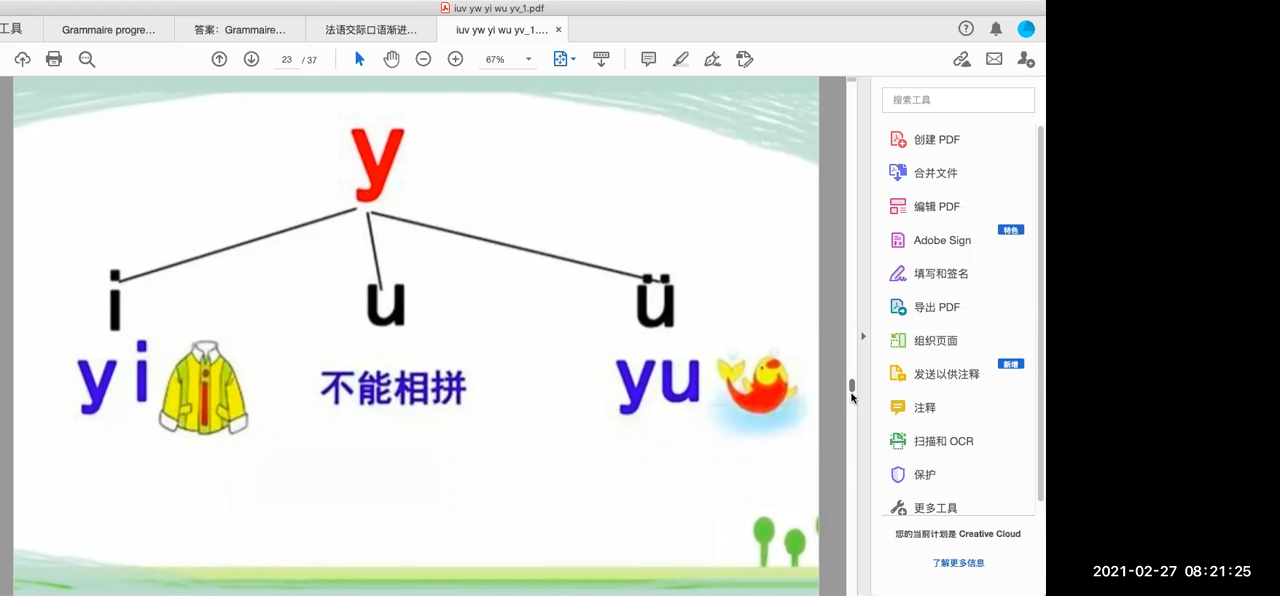 iuv yw yi wu yv_1.pdf
工具
Grammaire progre...
答案：Grammaire...
法语交际口语渐进...
iuv yw yi wu yv_1....
23 / 37
67%
搜索工具
y
i u ü
yi 不能相拼 yu
创建 PDF
合并文件
编辑 PDF
特色
Adobe Sign
填写和签名
导出 PDF
组织页面
新增
发送以供注释
注释
扫描和 OCR
保护
更多工具
您的当前计划是 Creative Cloud
了解更多信息
2021-02-27 08:21:25